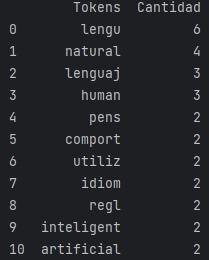 Tokens Cantidad
0 lengu 6
1 natural 4
2 lenguaj 3
3 human 3
4 pens 2
5 comport 2
6 utiliz 2
7 idiom 2
8 regl 2
9 inteligent 2
10 artificial 2